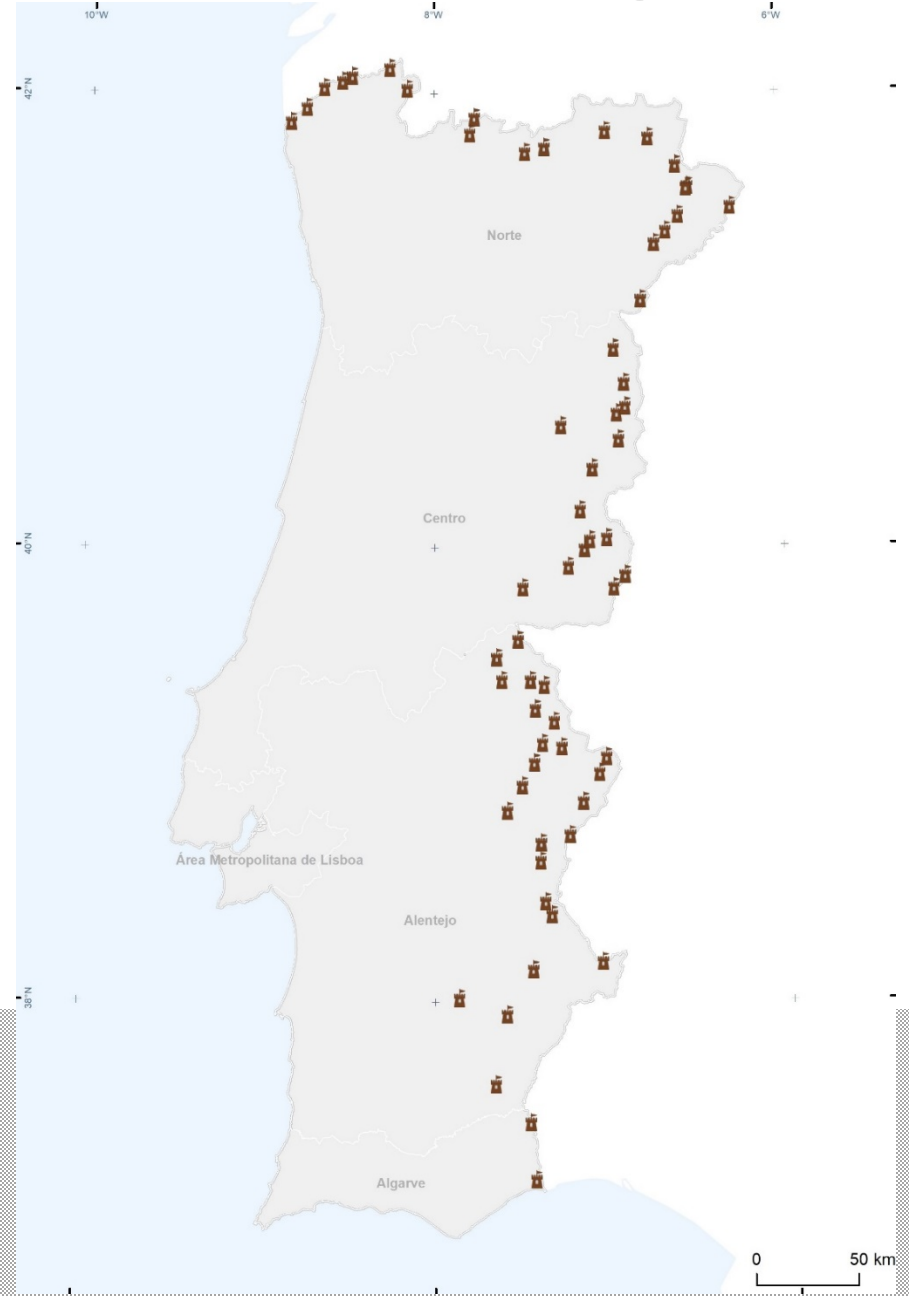 10°W 8°W 6°W
42°N
Norte
Centro
40°N
Área Metropolitana de Lisboa
Alentejo
38°N
Algarve
0 50 km